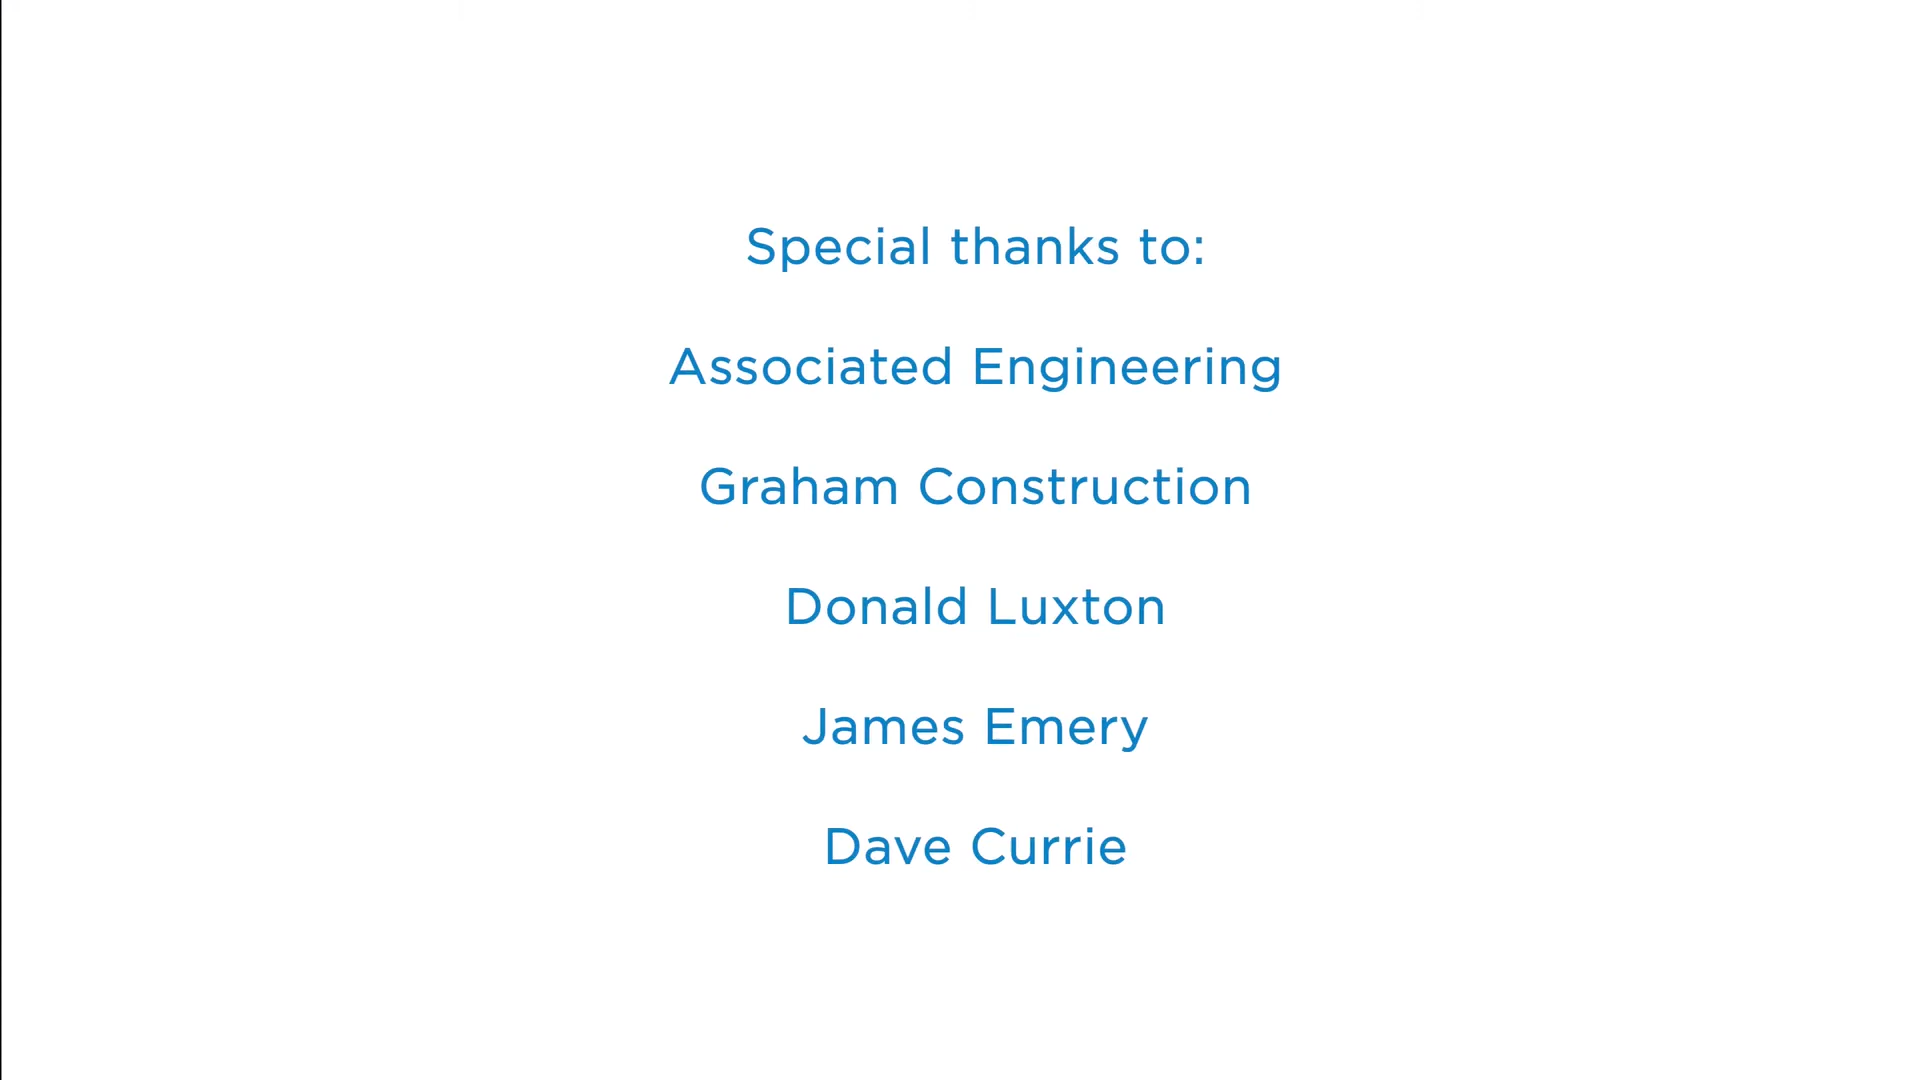 Special thanks to:
Associated Engineering
Graham Construction
Donald Luxton
James Emery
Dave Currie